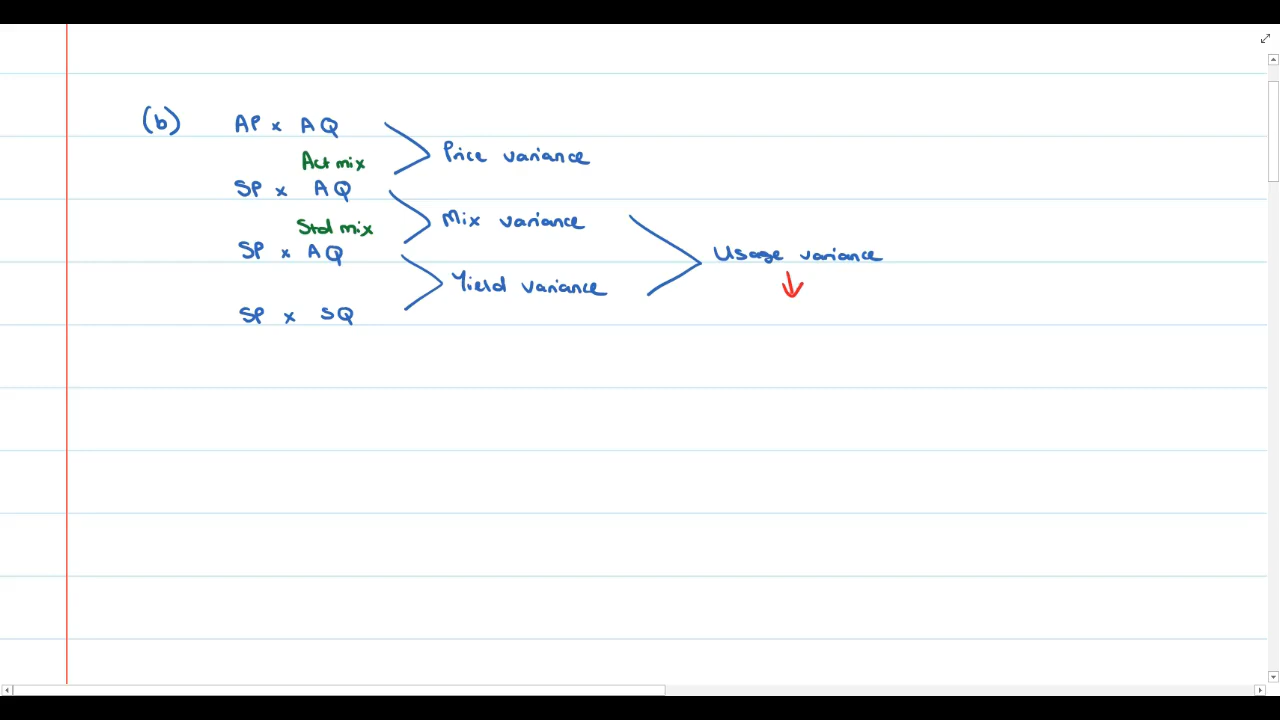 (b) AP x AQ
Price variance
Act mix
SP x AQ
Mix variance
Std mix
SP x AQ
Usage variance
Yield variance
SP x SQ